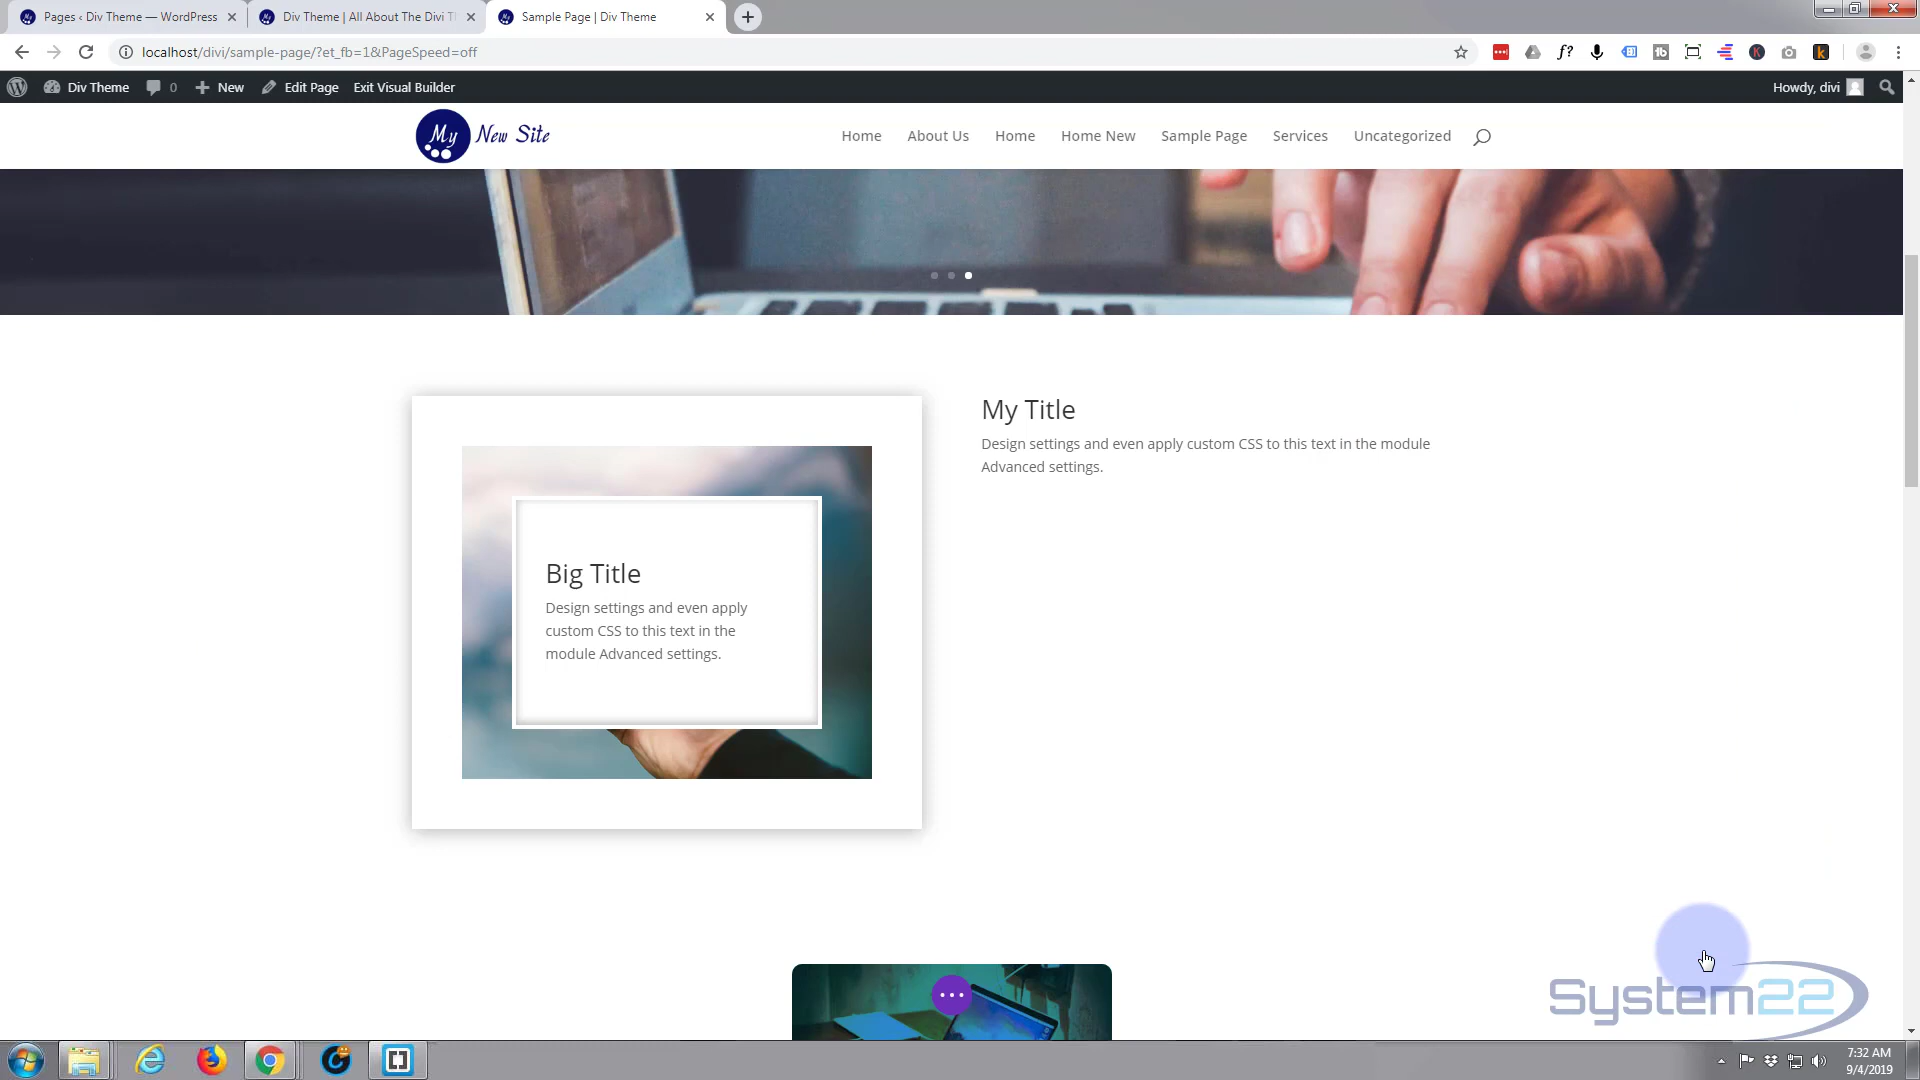 Pages ‹ Div Theme — WordPress
Div Theme | All About The Divi Th
Sample Page | Div Theme
localhost/divi/sample-page/?et_fb=1&PageSpeed=off
Div Theme
0
New
Edit Page
Exit Visual Builder
Howdy, divi
My New Site
Home
About Us
Home
Home New
Sample Page
Services
Uncategorized
My Title
Design settings and even apply custom CSS to this text in the module
Advanced settings.
Big Title
Design settings and even apply
custom CSS to this text in the
module Advanced settings.
System22
7:32 AM
9/4/2019